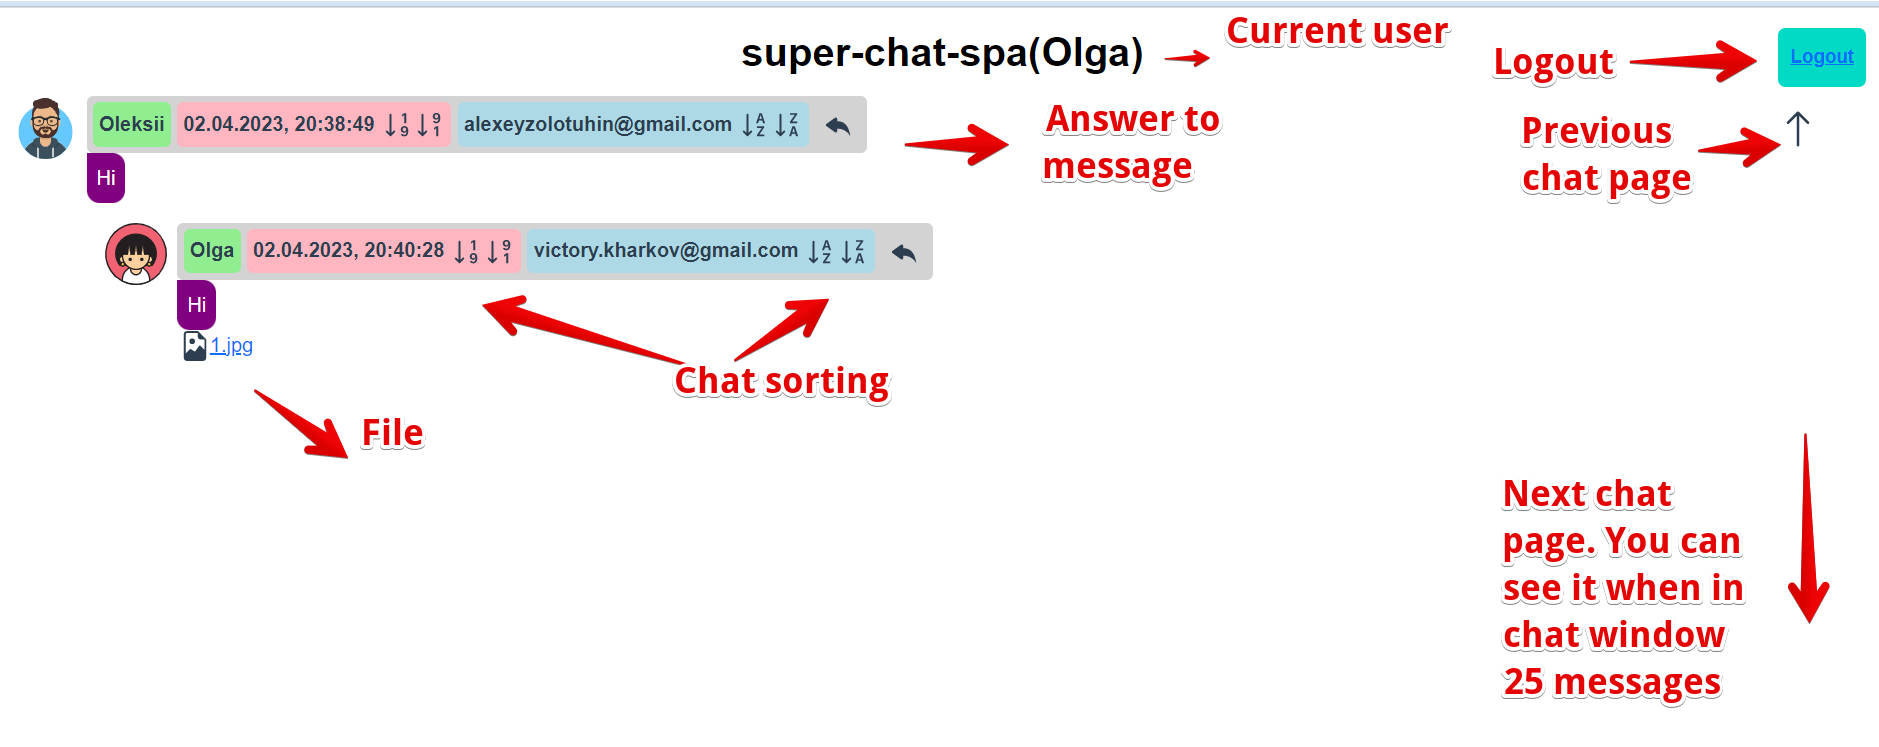 super-chat-spa(Olga)
Current user
Logout
Logout
Oleksii 02.04.2023, 20:38:49 alexeyzolotuhin@gmail.com
Hi
Answer to
message
Previous
chat page
Olga 02.04.2023, 20:40:28 victory.kharkov@gmail.com
Hi
1.jpg
Chat sorting
File
Next chat
page. You can
see it when in
chat window
25 messages